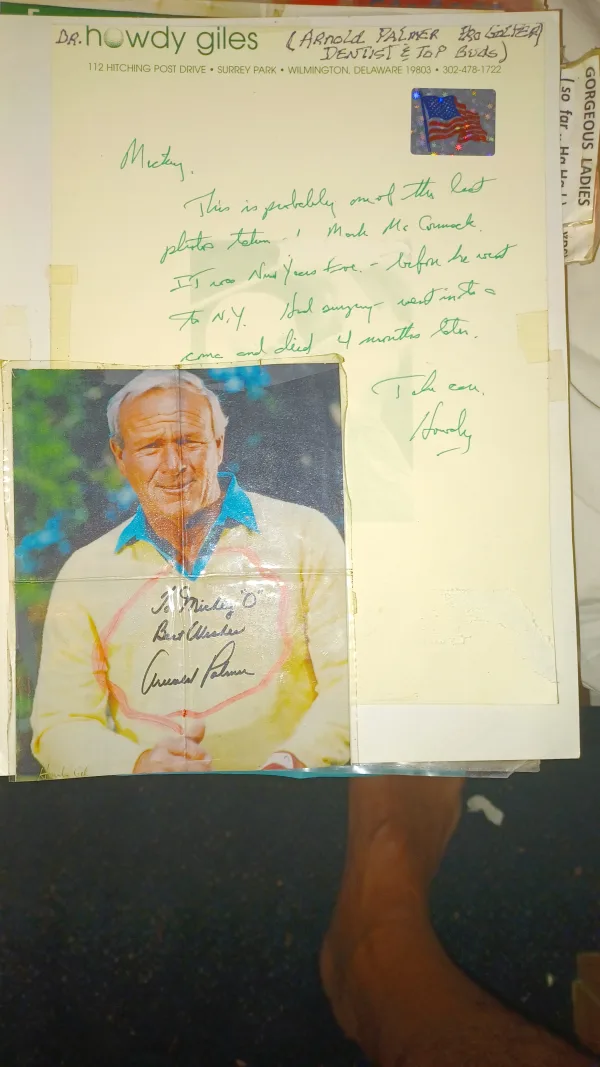 DR. howdy giles (ARNOLD PALMER PRO GOLFER)
DENTIST & TOP BUDS)
112 HITCHING POST DRIVE • SURREY PARK • WILMINGTON, DELAWARE 19803 • 302-478-1722
GORGEOUS LADIES
(so far
Mickey,
This is probably one of the last
photos taken Mark McCormack.
IT was New Years Eve. - before he went
to N.Y. Had surgery - went into a
coma and died 4 months later.
Take care,
Howdy
To Mickey "O"
Best Wishes
Arnold Palmer